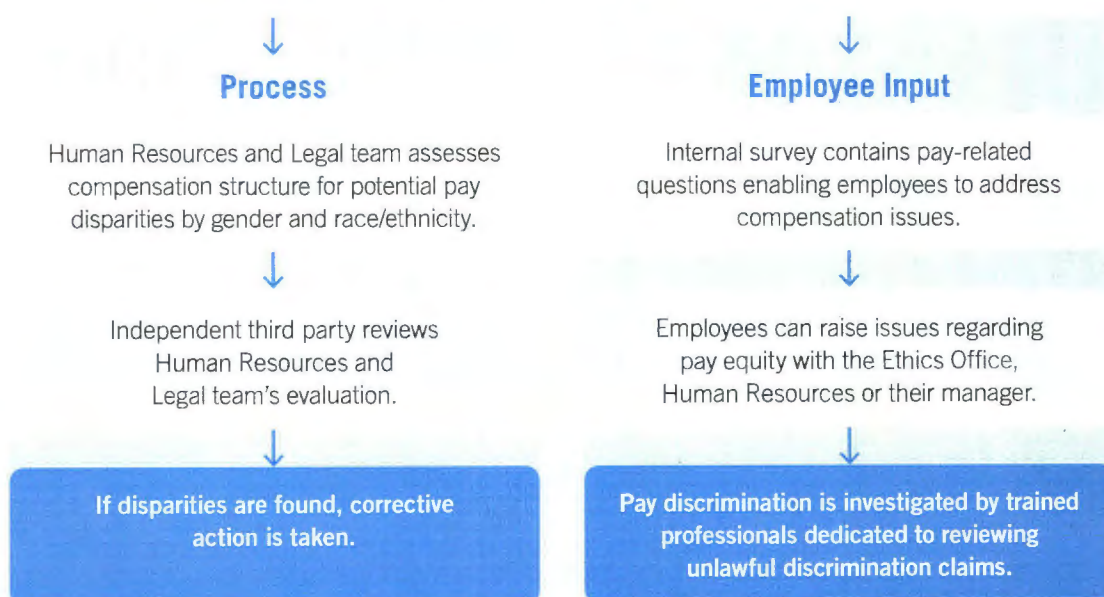 Process
Human Resources and Legal team assesses
compensation structure for potential pay
disparities by gender and race/ethnicity.
Independent third party reviews
Human Resources and
Legal team's evaluation.
If disparities are found, corrective
action is taken.
Employee Input
Internal survey contains pay-related
questions enabling employees to address
compensation issues.
Employees can raise issues regarding
pay equity with the Ethics Office,
Human Resources or their manager.
Pay discrimination is investigated by trained
professionals dedicated to reviewing
unlawful discrimination claims.